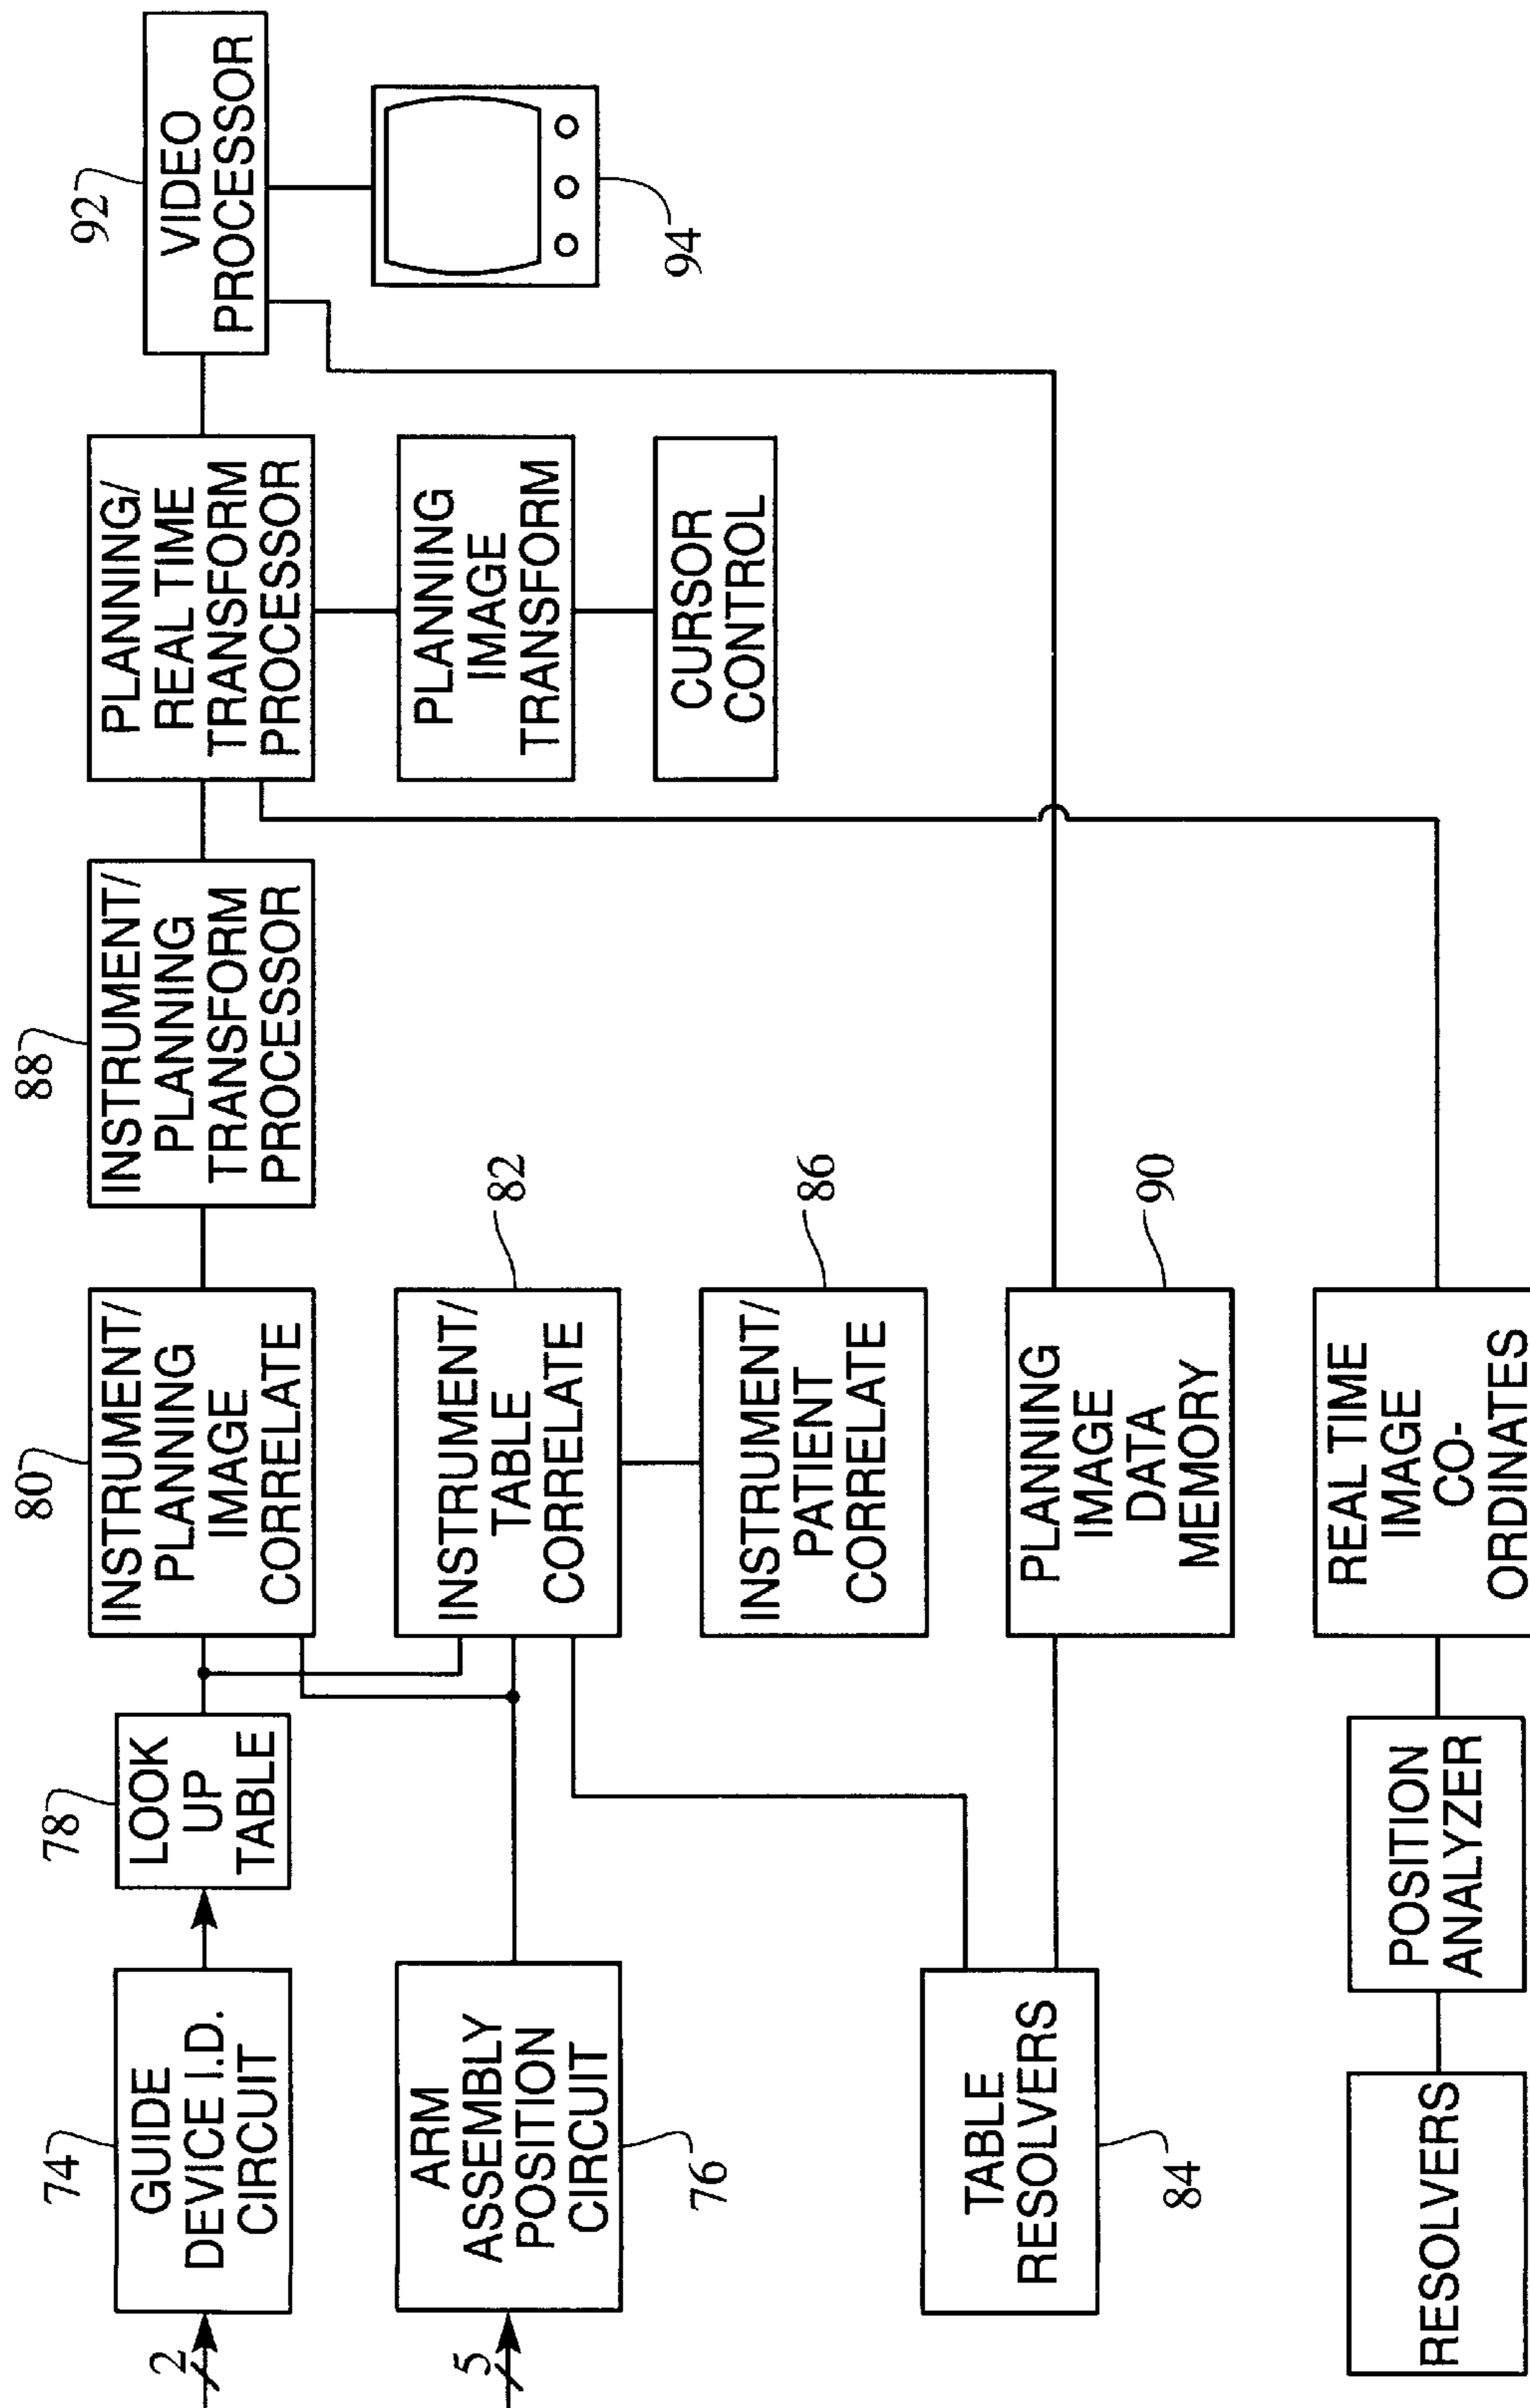 2
74
GUIDE
DEVICE I.D.
CIRCUIT
78
LOOK
UP
TABLE
80
INSTRUMENT/
PLANNING
IMAGE
CORRELATE
88
INSTRUMENT/
PLANNING
TRANSFORM
PROCESSOR
PLANNING/
REAL TIME
TRANSFORM
PROCESSOR
92
VIDEO
PROCESSOR
5
ARM
ASSEMBLY
POSITION
CIRCUIT
76
INSTRUMENT/
TABLE
CORRELATE
82
PLANNING
IMAGE
TRANSFORM
94
INSTRUMENT/
PATIENT
CORRELATE
86
CURSOR
CONTROL
TABLE
RESOLVERS
84
PLANNING
IMAGE
DATA
MEMORY
90
RESOLVERS
POSITION
ANALYZER
REAL TIME
IMAGE
CO-
ORDINATES